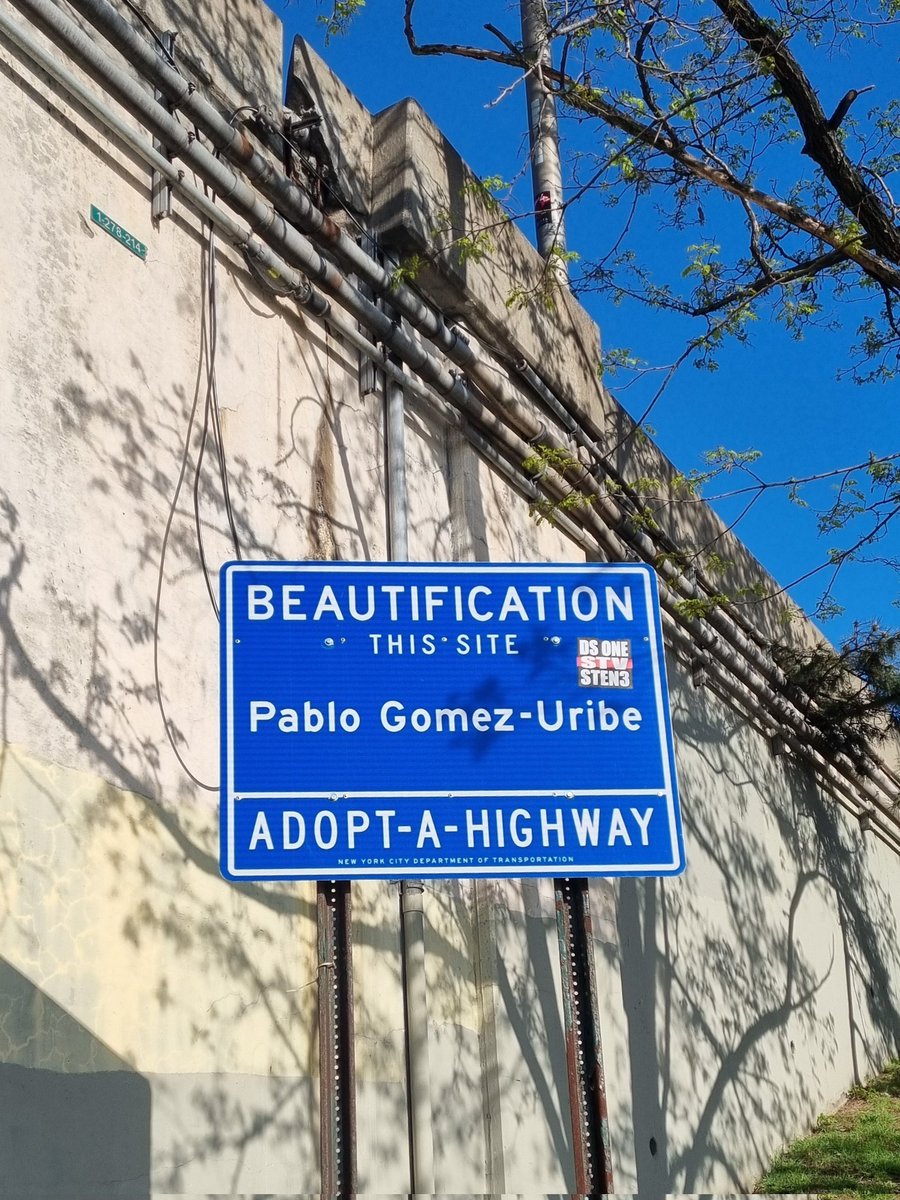 1-278-214
BEAUTIFICATION
THIS SITE
DS ONE
STV
STEN3
Pablo Gomez-Uribe
ADOPT-A-HIGHWAY
NEW YORK CITY DEPARTMENT OF TRANSPORTATION